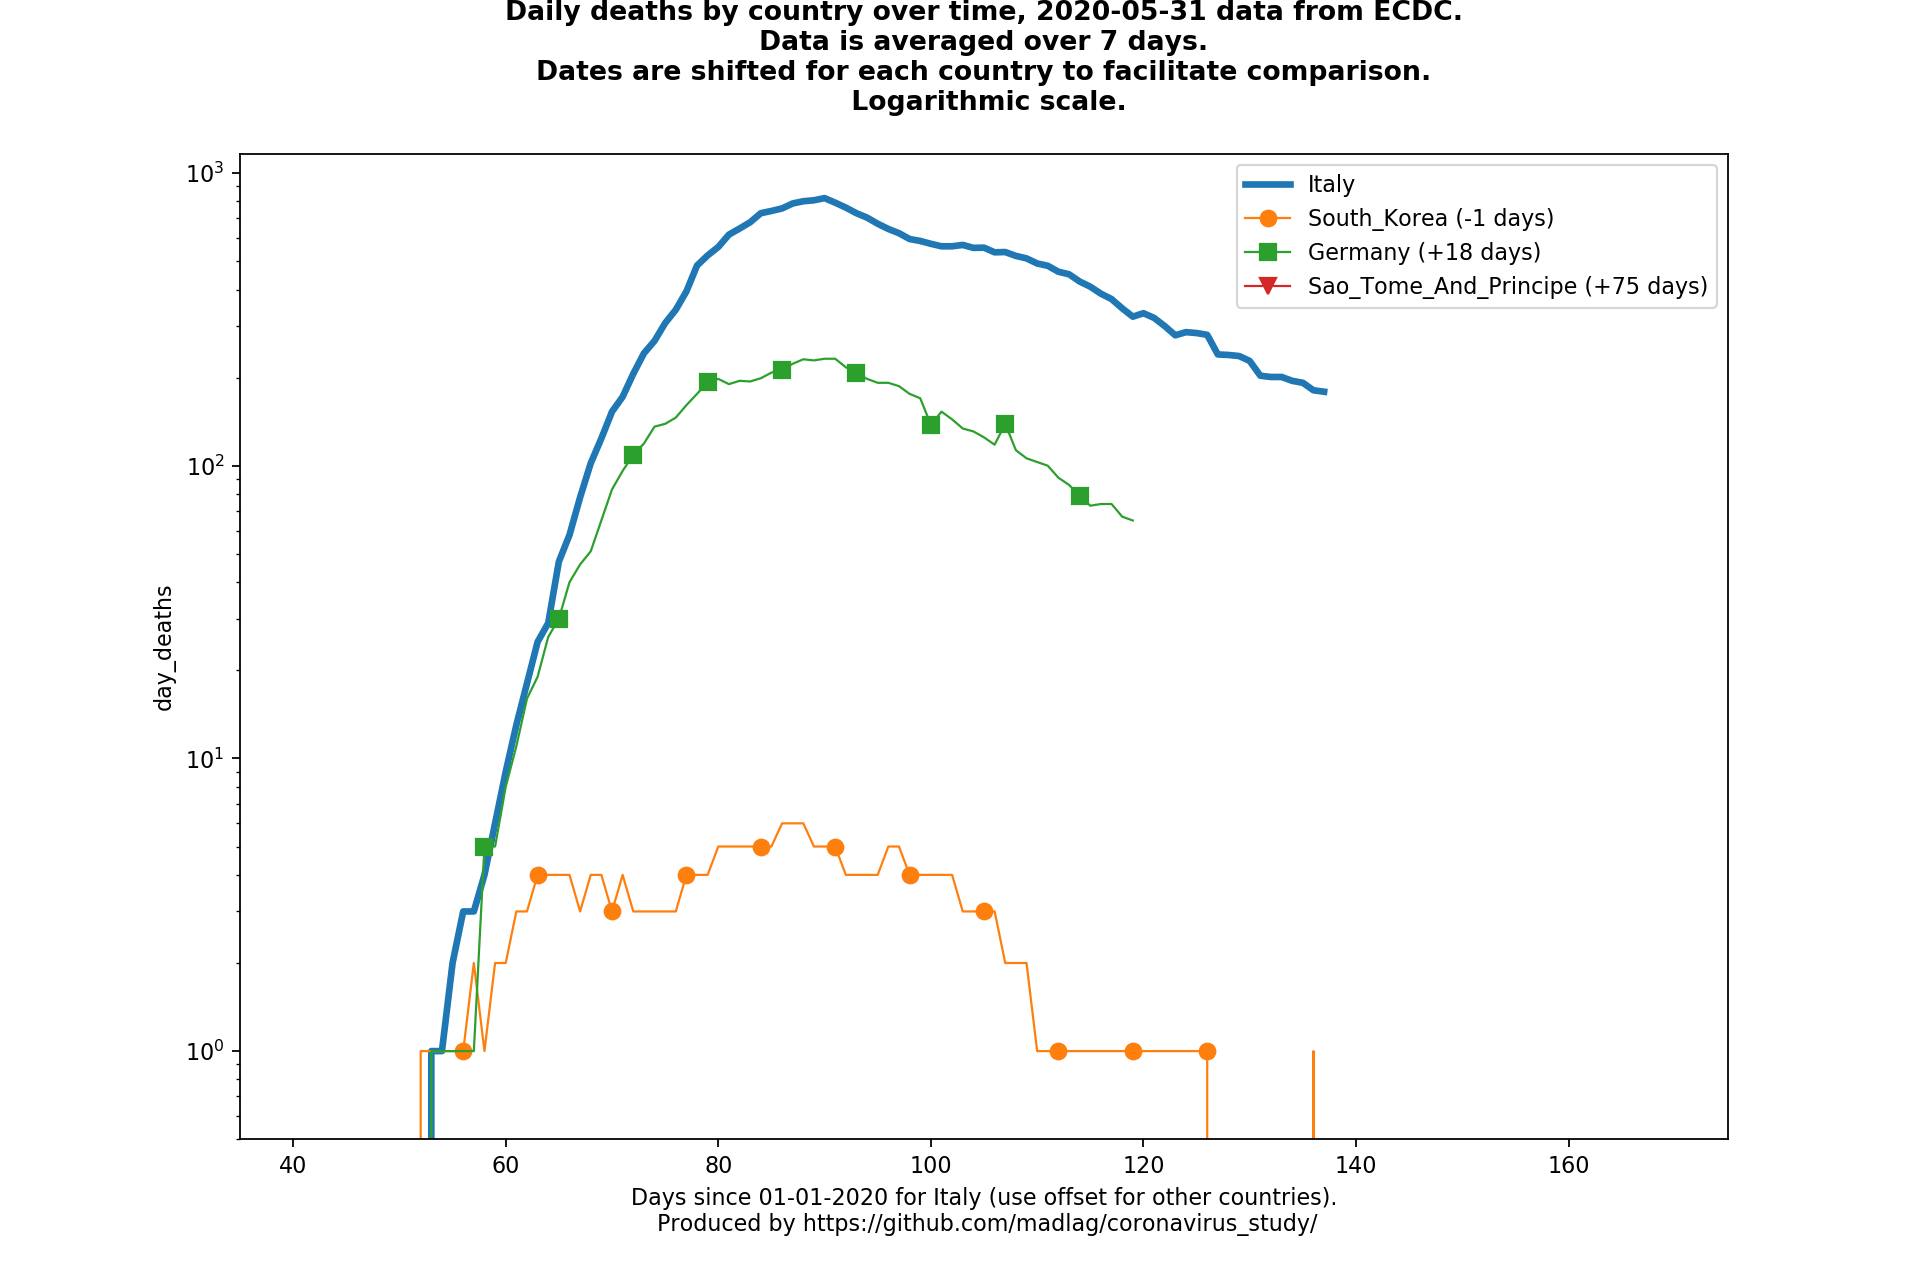 Daily deaths by country over time, 2020-05-31 data from ECDC.
Data is averaged over 7 days.
Dates are shifted for each country to facilitate comparison.
Logarithmic scale.
10³
10²
10¹
10⁰
day_deaths
Italy
South_Korea (-1 days)
Germany (+18 days)
Sao_Tome_And_Principe (+75 days)
40 60 80 100 120 140 160
Days since 01-01-2020 for Italy (use offset for other countries).
Produced by https://github.com/madlag/coronavirus_study/